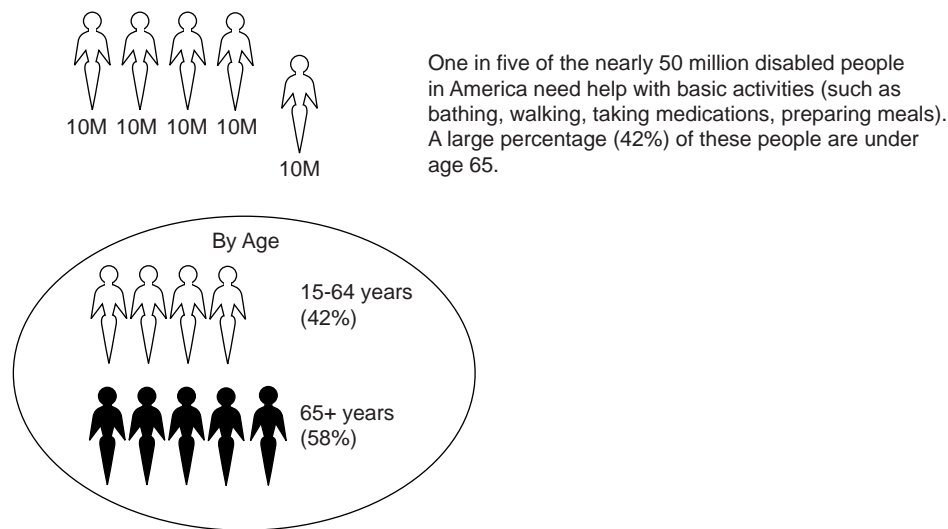 10M 10M 10M 10M
10M
One in five of the nearly 50 million disabled people
in America need help with basic activities (such as
bathing, walking, taking medications, preparing meals).
A large percentage (42%) of these people are under
age 65.
By Age
15-64 years
(42%)
65+ years
(58%)